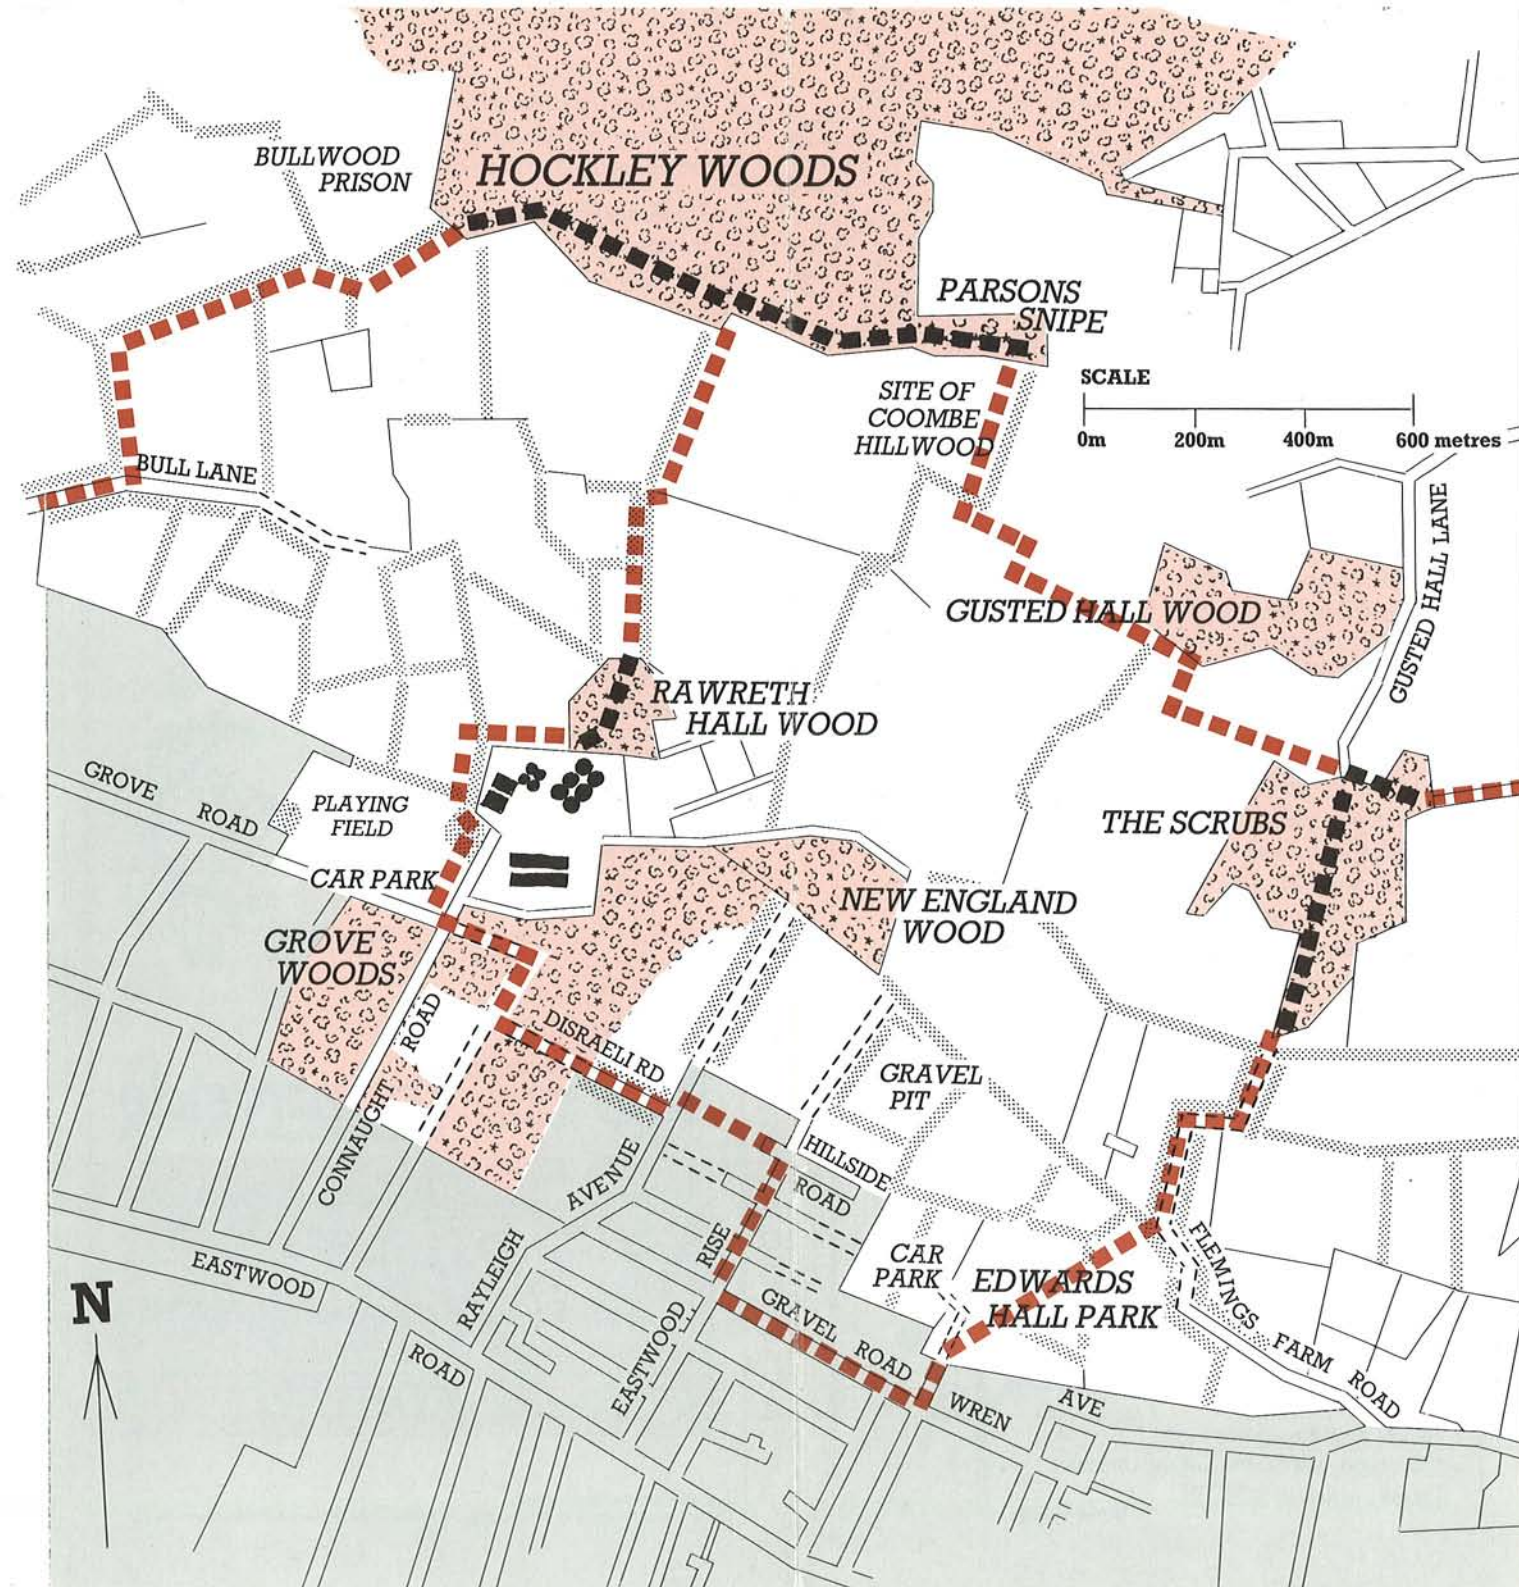 BULLWOOD
PRISON
HOCKLEY WOODS
PARSONS
SNIPE
SCALE
0m 200m 400m 600 metres
SITE OF
COOMBE
HILLWOOD
BULL LANE
GUSTED HALL LANE
GUSTED HALL WOOD
RAWRETH
HALL WOOD
GROVE ROAD
PLAYING
FIELD
THE SCRUBS
CAR PARK
NEW ENGLAND
WOOD
GROVE
WOODS
CONNAUGHT ROAD
DISRAELI RD
GRAVEL
PIT
HILLSIDE
ROAD
RAYLEIGH AVENUE
EASTWOOD RISE
EASTWOOD ROAD
CAR
PARK
EDWARDS
HALL PARK
FLEMINGS FARM ROAD
GRAVEL ROAD
WREN AVE
N